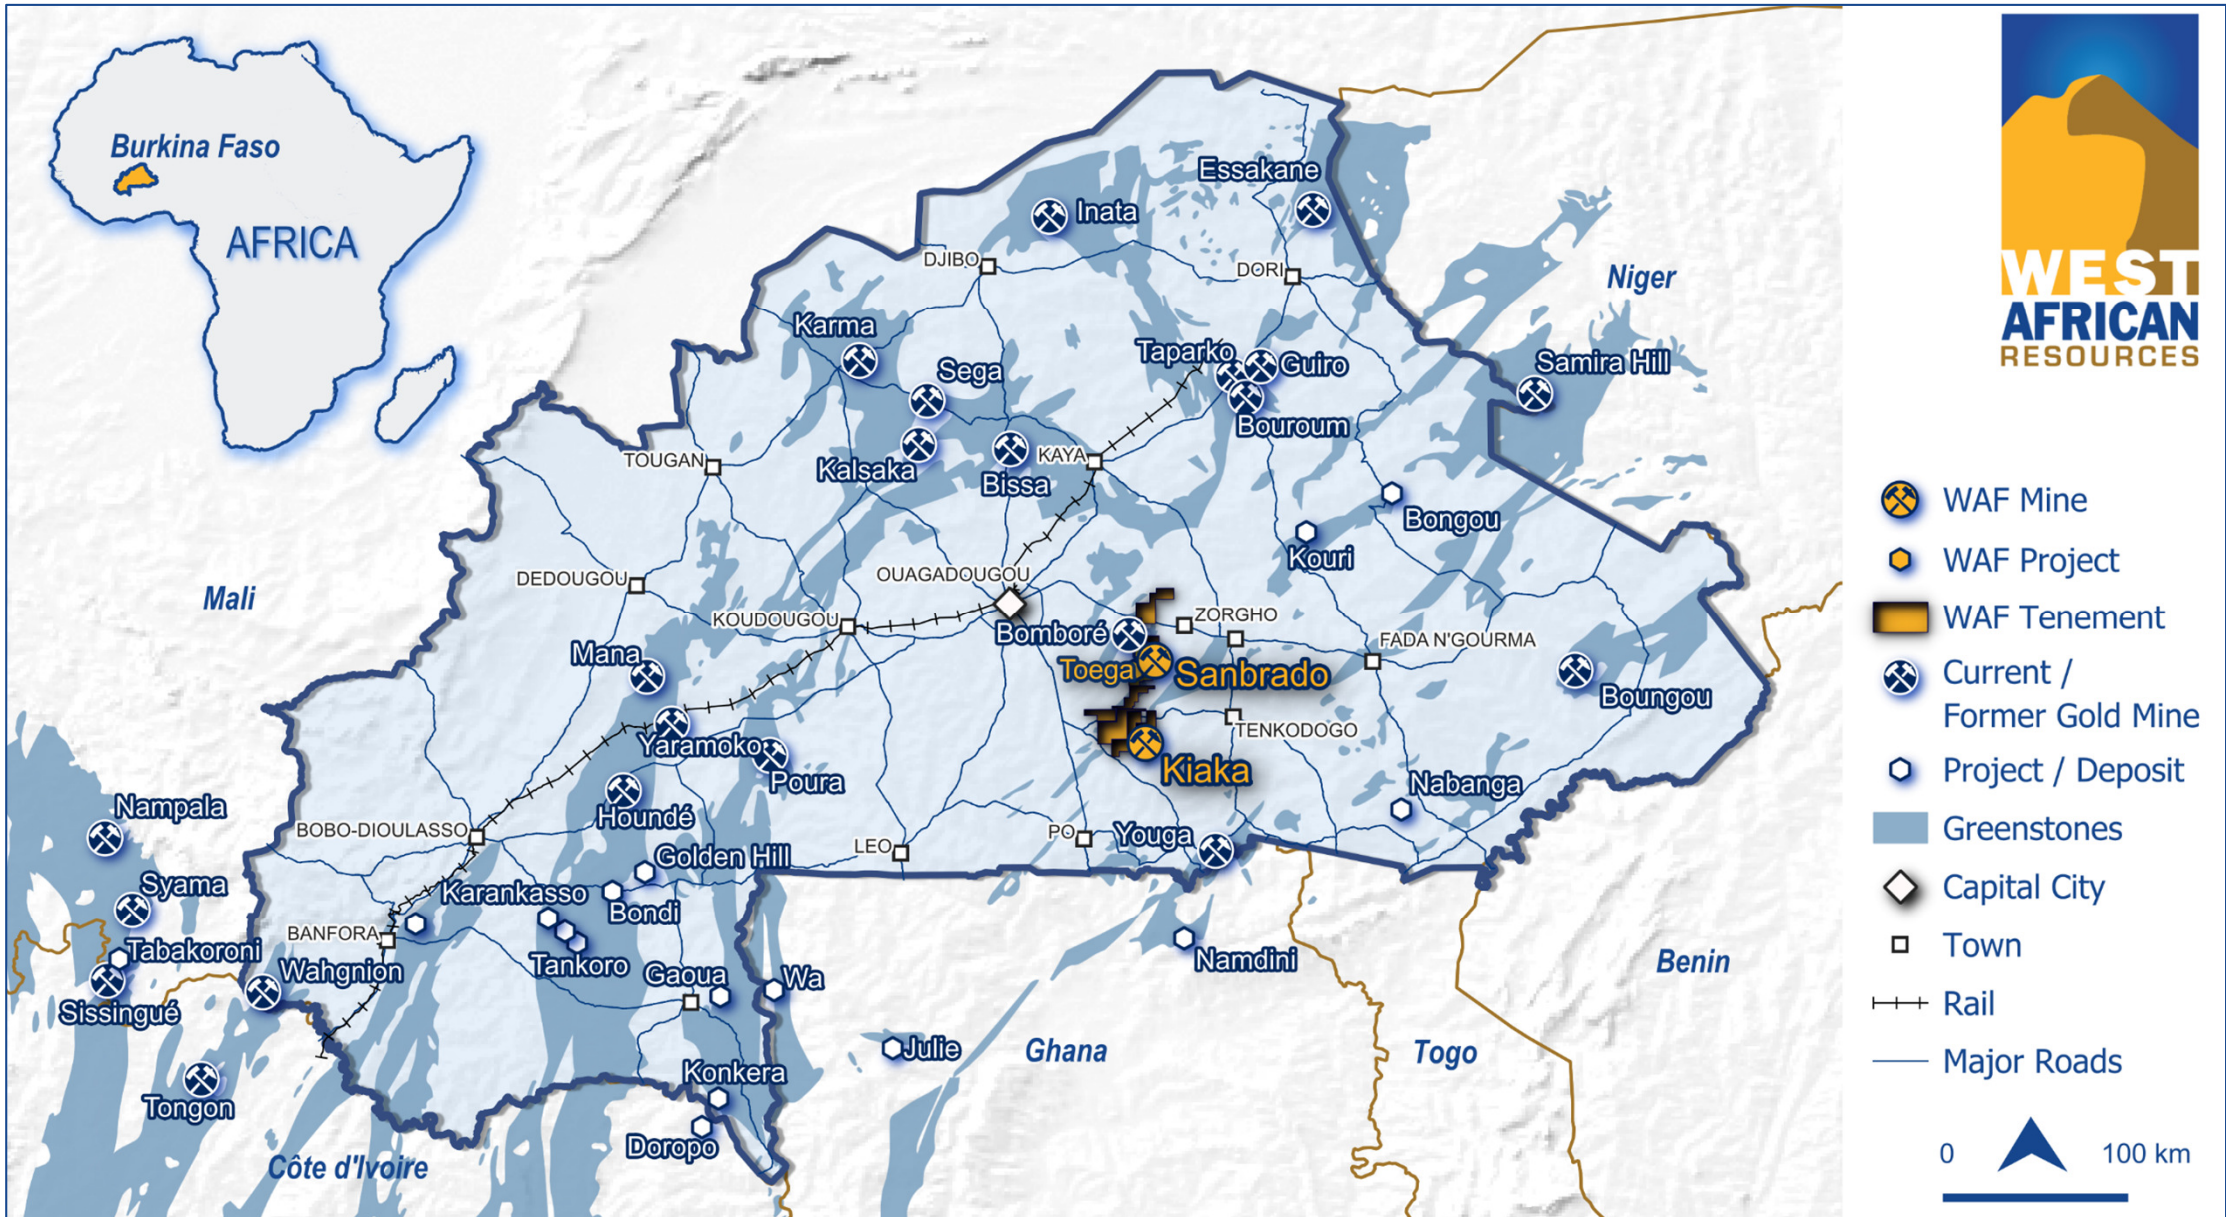 Burkina Faso
AFRICA
WEST
AFRICAN
RESOURCES
Essakane
Inata
DJIBO
DORI
Niger
Karma
Taparko
Guiro
Samira Hill
Sega
Bouroum
TOUGAN
Kalsaka
Bissa
KAYA
Bongou
Kouri
DEDOUGOU
OUAGADOUGOU
Mali
KOUDOUGOU
Bomboré
ZORGHO
FADA N'GOURMA
Mana
Toega
Sanbrado
Boungou
Yaramoko
TENKODOGO
Poura
Kiaka
Nabanga
Nampala
Houndé
BOBO-DIOULASSO
LEO
PO
Youga
Golden Hill
Syama
Karankasso
Bondi
BANFORA
Tabakoroni
Wahgnion
Tankoro
Gaoua
Wa
Namdini
Benin
Sissingué
Julie
Ghana
Togo
Konkera
Tongon
Doropo
Côte d'Ivoire
WAF Mine
WAF Project
WAF Tenement
Current /
Former Gold Mine
Project / Deposit
Greenstones
Capital City
Town
Rail
Major Roads
0 100 km